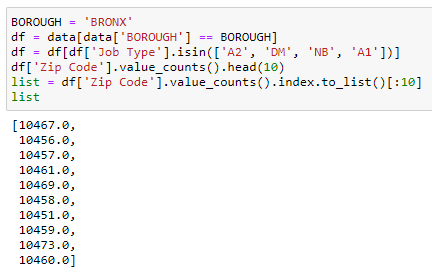 BOROUGH = 'BRONX'
df = data[data['BOROUGH'] == BOROUGH]
df = df[df['Job Type'].isin(['A2', 'DM', 'NB', 'A1'])]
df['Zip Code'].value_counts().head(10)
list = df['Zip Code'].value_counts().index.to_list()[:10]
list
[10467.0,
10456.0,
10457.0,
10461.0,
10469.0,
10458.0,
10451.0,
10459.0,
10473.0,
10460.0]